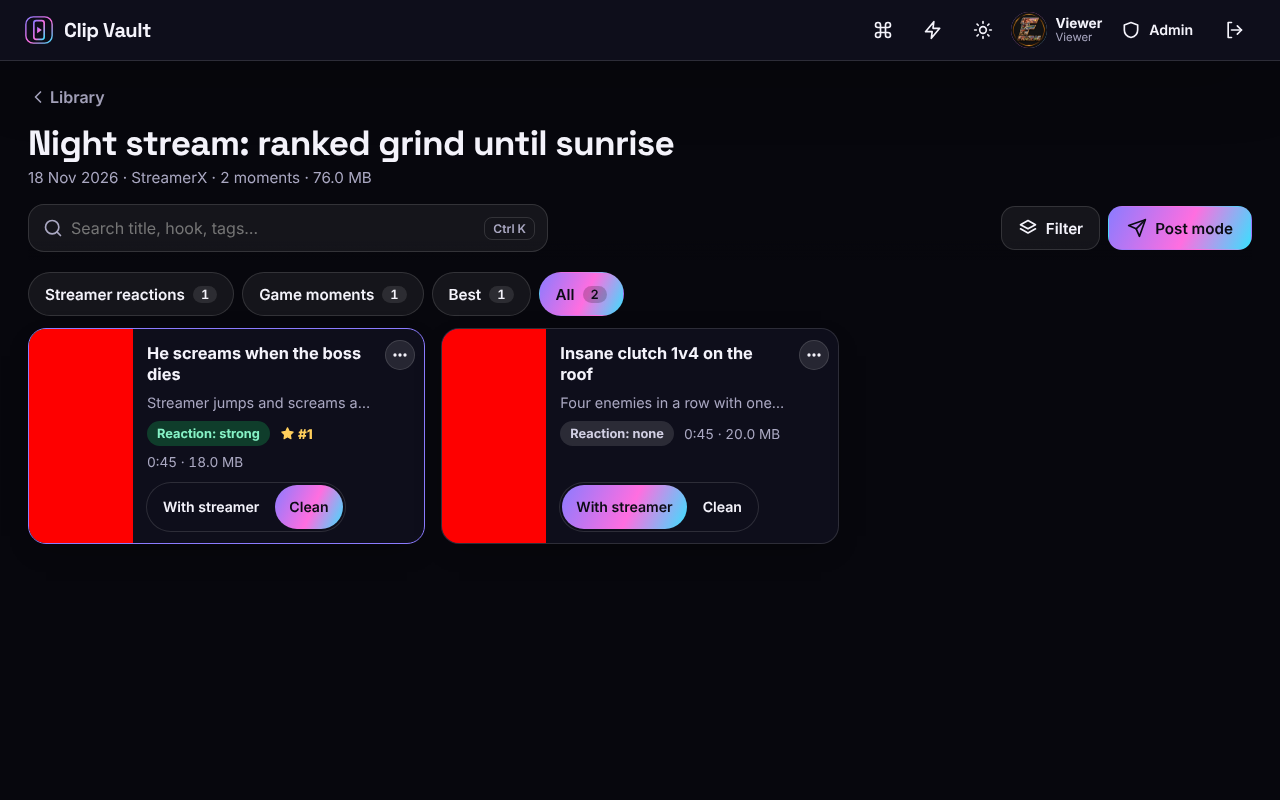 Clip Vault
Viewer
Viewer
Admin
Library
Night stream: ranked grind until sunrise
18 Nov 2026 · StreamerX · 2 moments · 76.0 MB
Search title, hook, tags...
Ctrl K
Filter
Post mode
Streamer reactions 1
Game moments 1
Best 1
All 2
He screams when the boss
dies
Streamer jumps and screams a...
Reaction: strong
#1
0:45 · 18.0 MB
With streamer
Clean
Insane clutch 1v4 on the
roof
Four enemies in a row with one...
Reaction: none
0:45 · 20.0 MB
With streamer
Clean